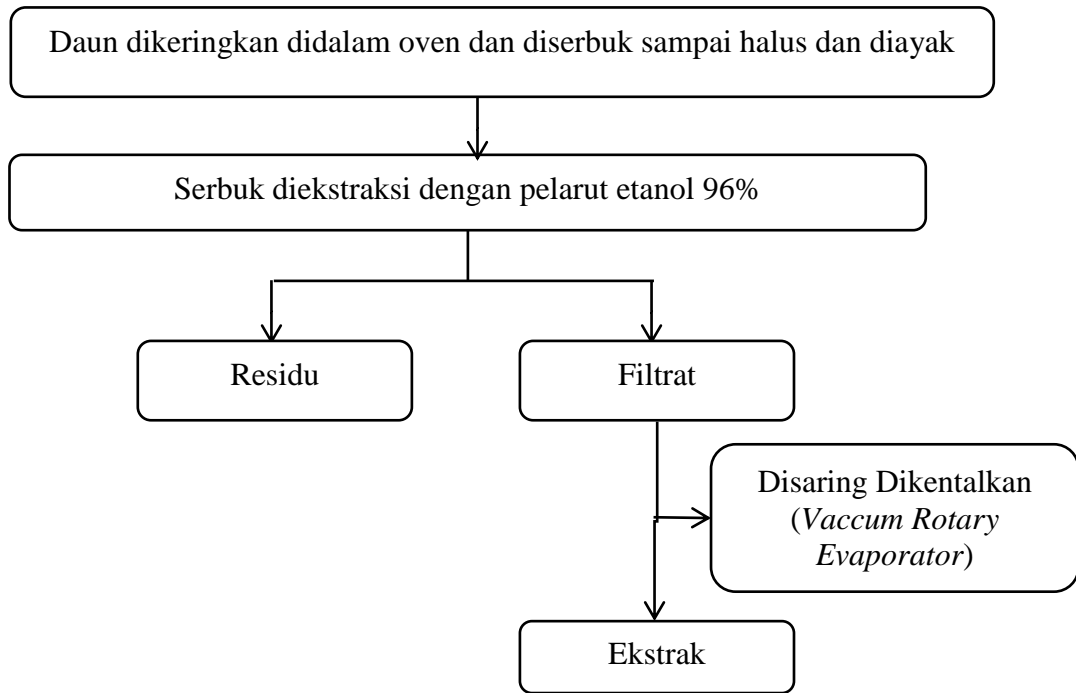 Daun dikeringkan didalam oven dan diserbuk sampai halus dan diayak
Serbuk diekstraksi dengan pelarut etanol 96%
Residu
Filtrat
Disaring Dikentalkan
(Vaccum Rotary
Evaporator)
Ekstrak